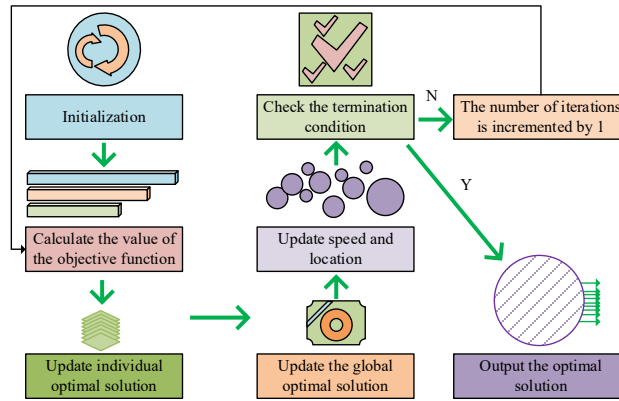 Initialization
Calculate the value of
the objective function
Update individual
optimal solution
Update the global
optimal solution
Update speed and
location
Check the termination
condition
N
The number of iterations
is incremented by 1
Y
Output the optimal
solution